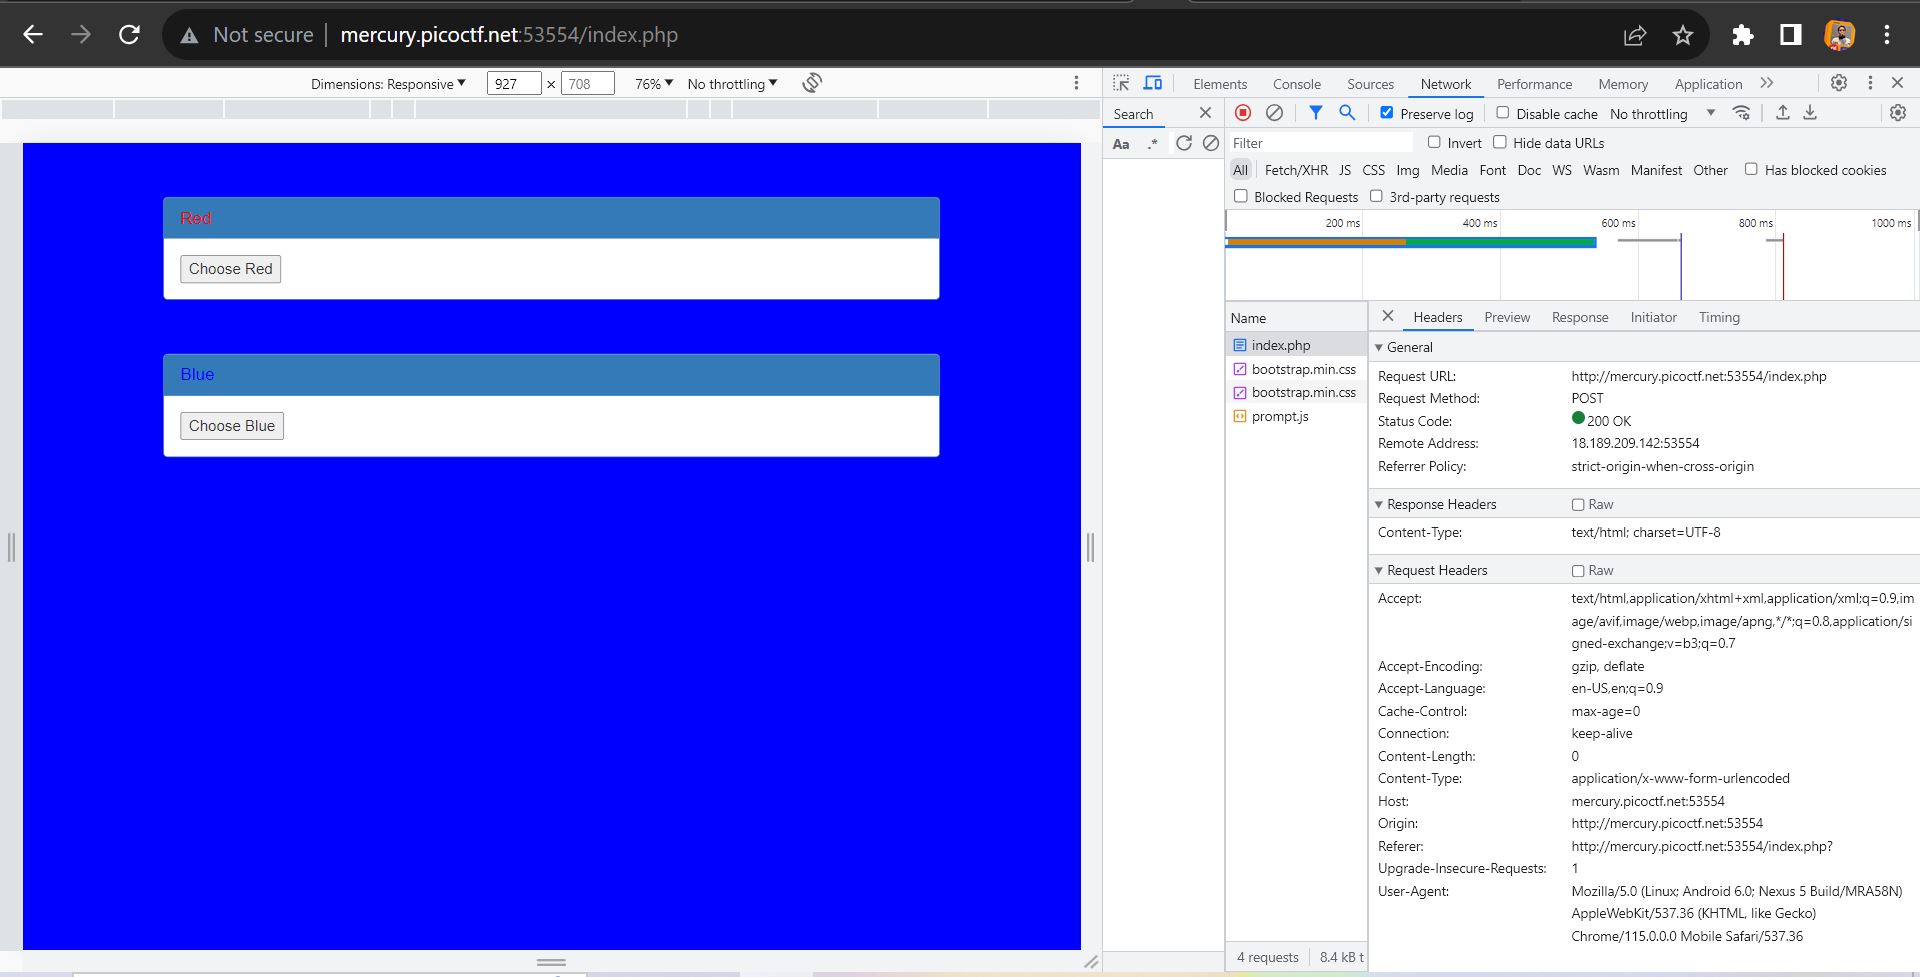 Not secure mercury.picoctf.net:53554/index.php
Dimensions: Responsive 927 × 708 76% No throttling
Elements Console Sources Network Performance Memory Application
Search
Preserve log Disable cache No throttling
Aa .*
Filter Invert Hide data URLs
All Fetch/XHR JS CSS Img Media Font Doc WS Wasm Manifest Other Has blocked cookies
Blocked Requests 3rd-party requests
200 ms 400 ms 600 ms 800 ms 1000 ms
Red
Choose Red
Blue
Choose Blue
Name
index.php
bootstrap.min.css
bootstrap.min.css
prompt.js
4 requests 8.4 kB t
Headers Preview Response Initiator Timing
General
Request URL: http://mercury.picoctf.net:53554/index.php
Request Method: POST
Status Code: 200 OK
Remote Address: 18.189.209.142:53554
Referrer Policy: strict-origin-when-cross-origin
Response Headers Raw
Content-Type: text/html; charset=UTF-8
Request Headers Raw
Accept: text/html,application/xhtml+xml,application/xml;q=0.9,im
age/avif,image/webp,image/apng,*/*;q=0.8,application/si
gned-exchange;v=b3;q=0.7
Accept-Encoding: gzip, deflate
Accept-Language: en-US,en;q=0.9
Cache-Control: max-age=0
Connection: keep-alive
Content-Length: 0
Content-Type: application/x-www-form-urlencoded
Host: mercury.picoctf.net:53554
Origin: http://mercury.picoctf.net:53554
Referer: http://mercury.picoctf.net:53554/index.php?
Upgrade-Insecure-Requests: 1
User-Agent: Mozilla/5.0 (Linux; Android 6.0; Nexus 5 Build/MRA58N)
AppleWebKit/537.36 (KHTML, like Gecko)
Chrome/115.0.0.0 Mobile Safari/537.36